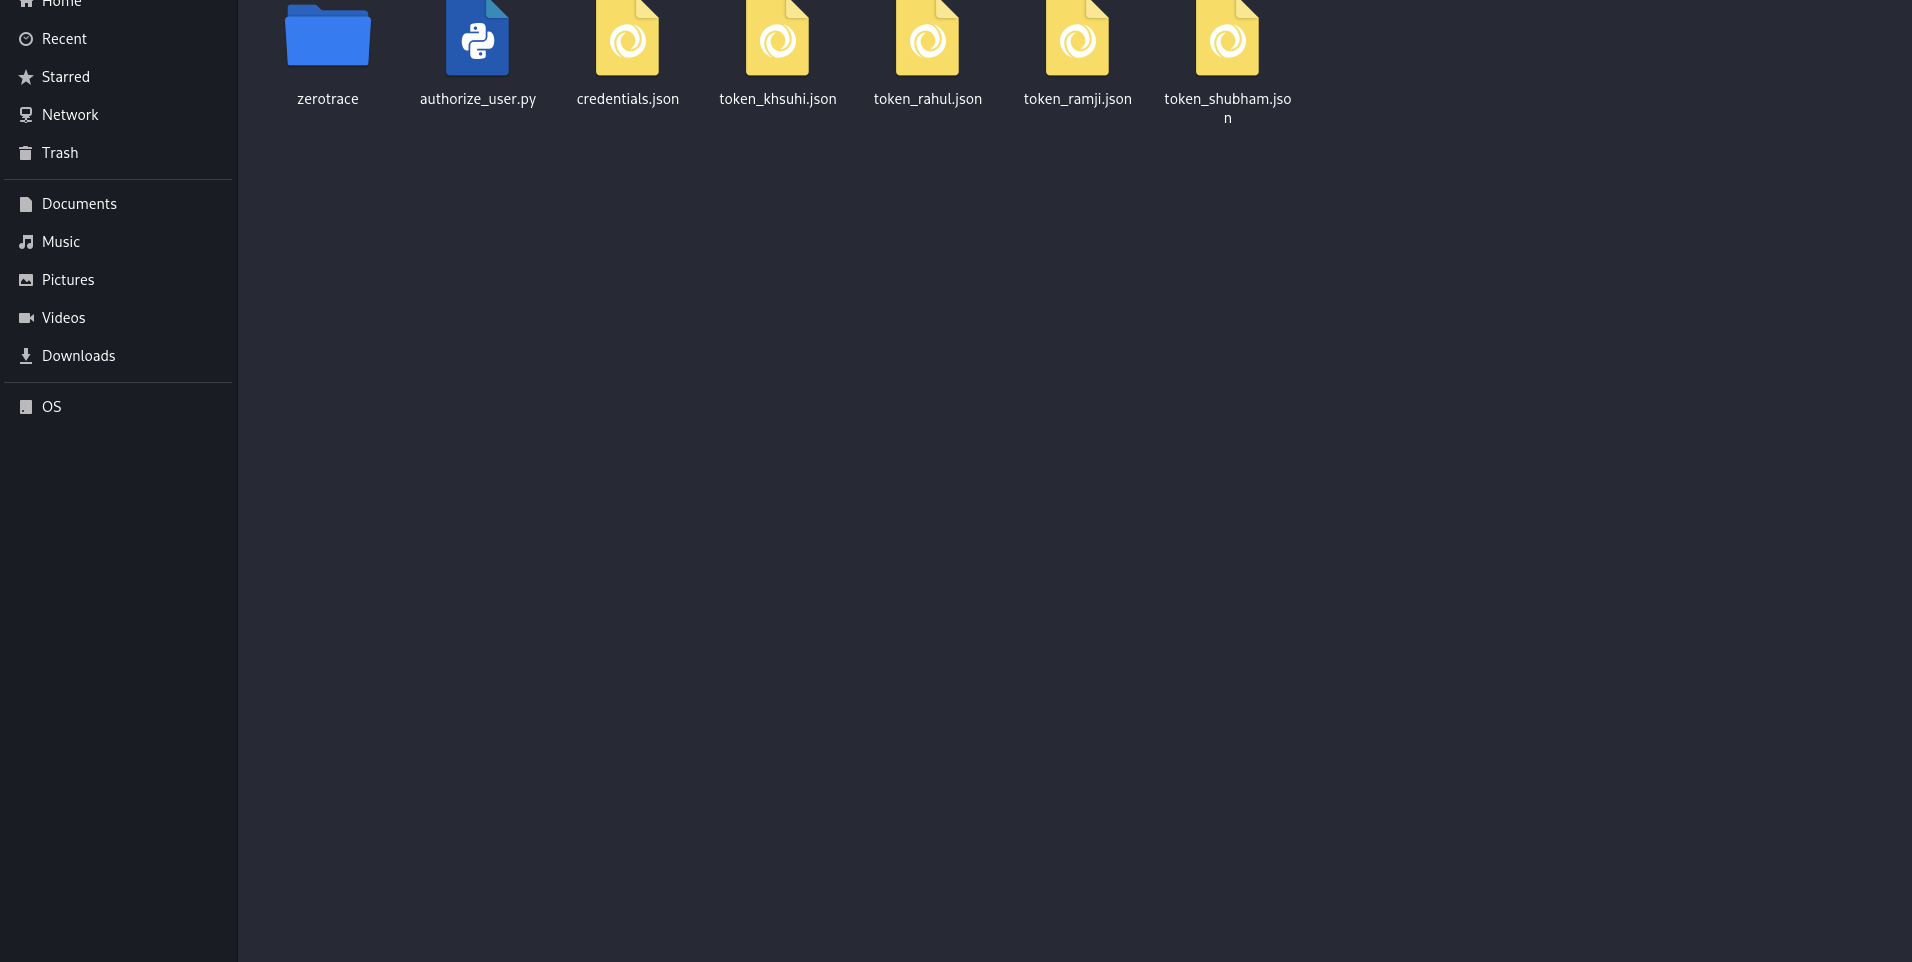 Home
Recent
Starred
Network
Trash
Documents
Music
Pictures
Videos
Downloads
OS
zerotrace
authorize_user.py
credentials.json
token_khsuhi.json
token_rahul.json
token_ramji.json
token_shubham.jso
n